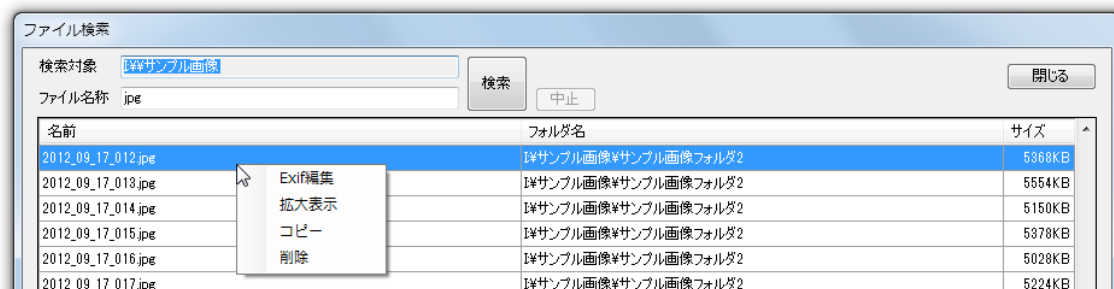 ファイル検索
検索対象 I¥¥サンプル画像
検索
閉じる
ファイル名称 jpg
中止
名前 フォルダ名 サイズ
2012_09_17_012.jpg I¥サンプル画像¥サンプル画像フォルダ2 5368KB
2012_09_17_013.jpg I¥サンプル画像¥サンプル画像フォルダ2 5554KB
2012_09_17_014.jpg I¥サンプル画像¥サンプル画像フォルダ2 5150KB
2012_09_17_015.jpg I¥サンプル画像¥サンプル画像フォルダ2 5378KB
2012_09_17_016.jpg I¥サンプル画像¥サンプル画像フォルダ2 5028KB
2012_09_17_017.jpg I¥サンプル画像¥サンプル画像フォルダ2 5224KB
Exif編集
拡大表示
コピー
削除